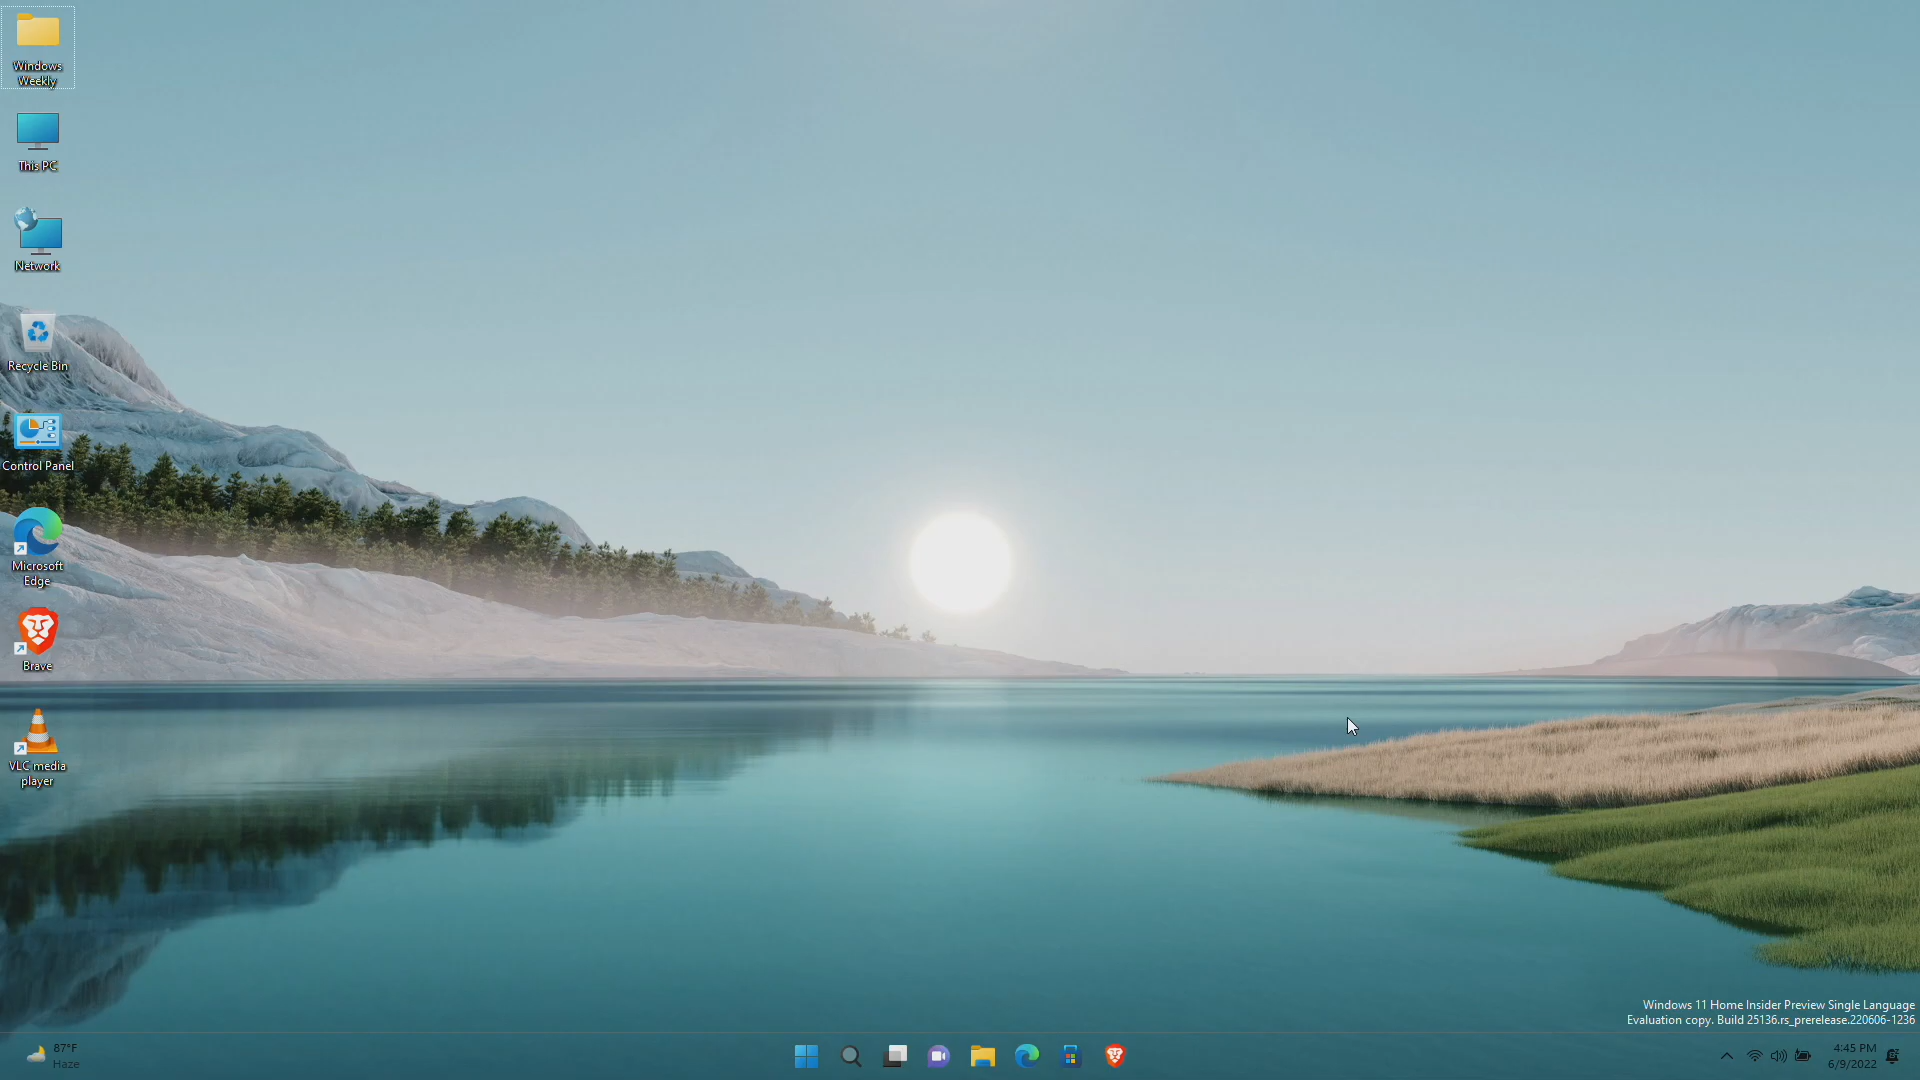 Windows
Weekly
This PC
Network
Recycle Bin
Control Panel
Microsoft
Edge
Brave
VLC media
player
Windows 11 Home Insider Preview Single Language
Evaluation copy. Build 25136.rs_prerelease.220606-1236
87°F
Haze
4:45 PM
6/9/2022